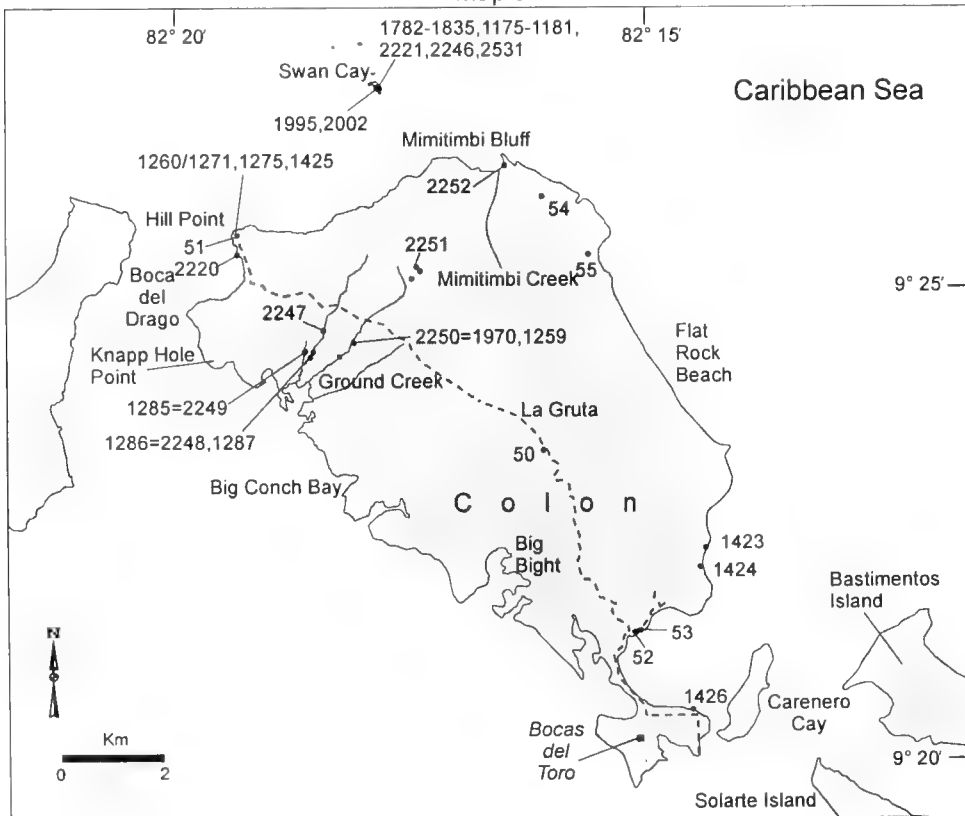 82 20'
1782-1835,1175-1181,
2221,2246,2531
82 15'
Swan Cay
Caribbean Sea
1995,2002
Mimitimbi Bluff
1260/1271,1275,1425
2252
54
Hill Point
51
2251
2220
55
Boca
del
Drago
Mimitimbi Creek
9° 25'
2247
2250=1970,1259
Flat
Rock
Beach
Knapp Hole
Point
Ground Creek
1285=2249
La Gruta
1286=2248,1287
50
Big Conch Bay
Colon
Big
Bight
1423
1424
Bastimentos
Island
N
53
52
1426
Carenero
Cay
Km
0 2
Bocas
del
Toro
9° 20'
Solarte Island